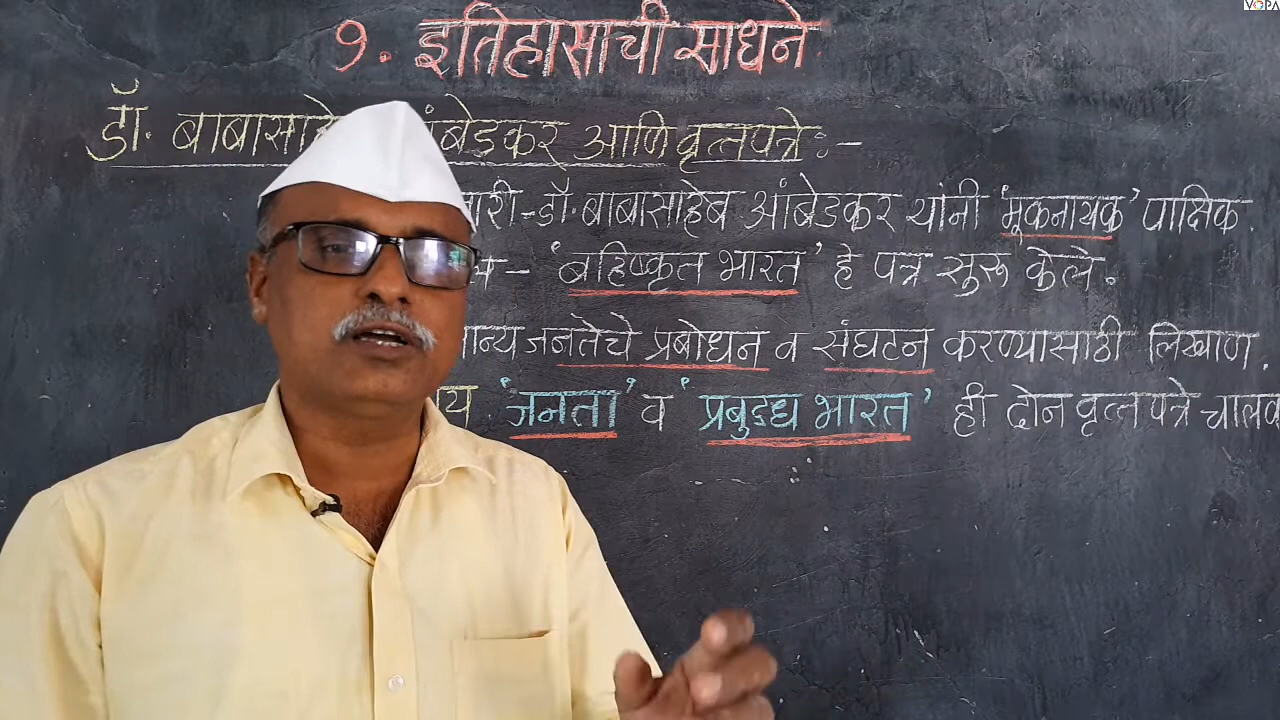 VOPA
१. इतिहासाची साधने
डॉ. बाबासाहेब आंबेडकर आणि वृत्तपत्रे :-
डॉ. बाबासाहेब आंबेडकर यांनी 'मूकनायक' पाक्षिक.
- 'बहिष्कृत भारत' हे पत्र सुरू केले.
जनतेचे प्रबोधन व संघटन करण्यासाठी लिखाण.
'जनता' व 'प्रबुद्ध भारत' ही दोन वृत्तपत्रे